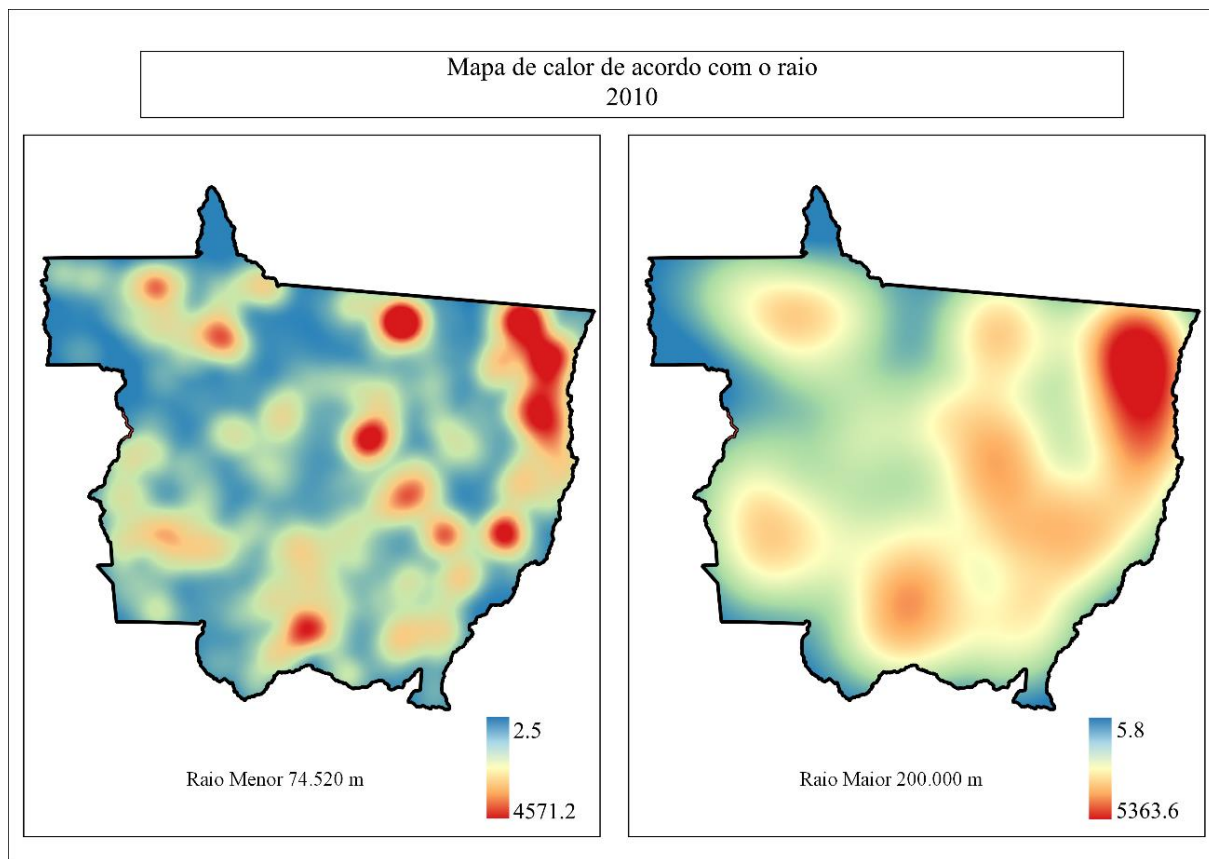 Mapa de calor de acordo com o raio
2010
2.5
Raio Menor 74.520 m
4571.2
5.8
Raio Maior 200.000 m
5363.6